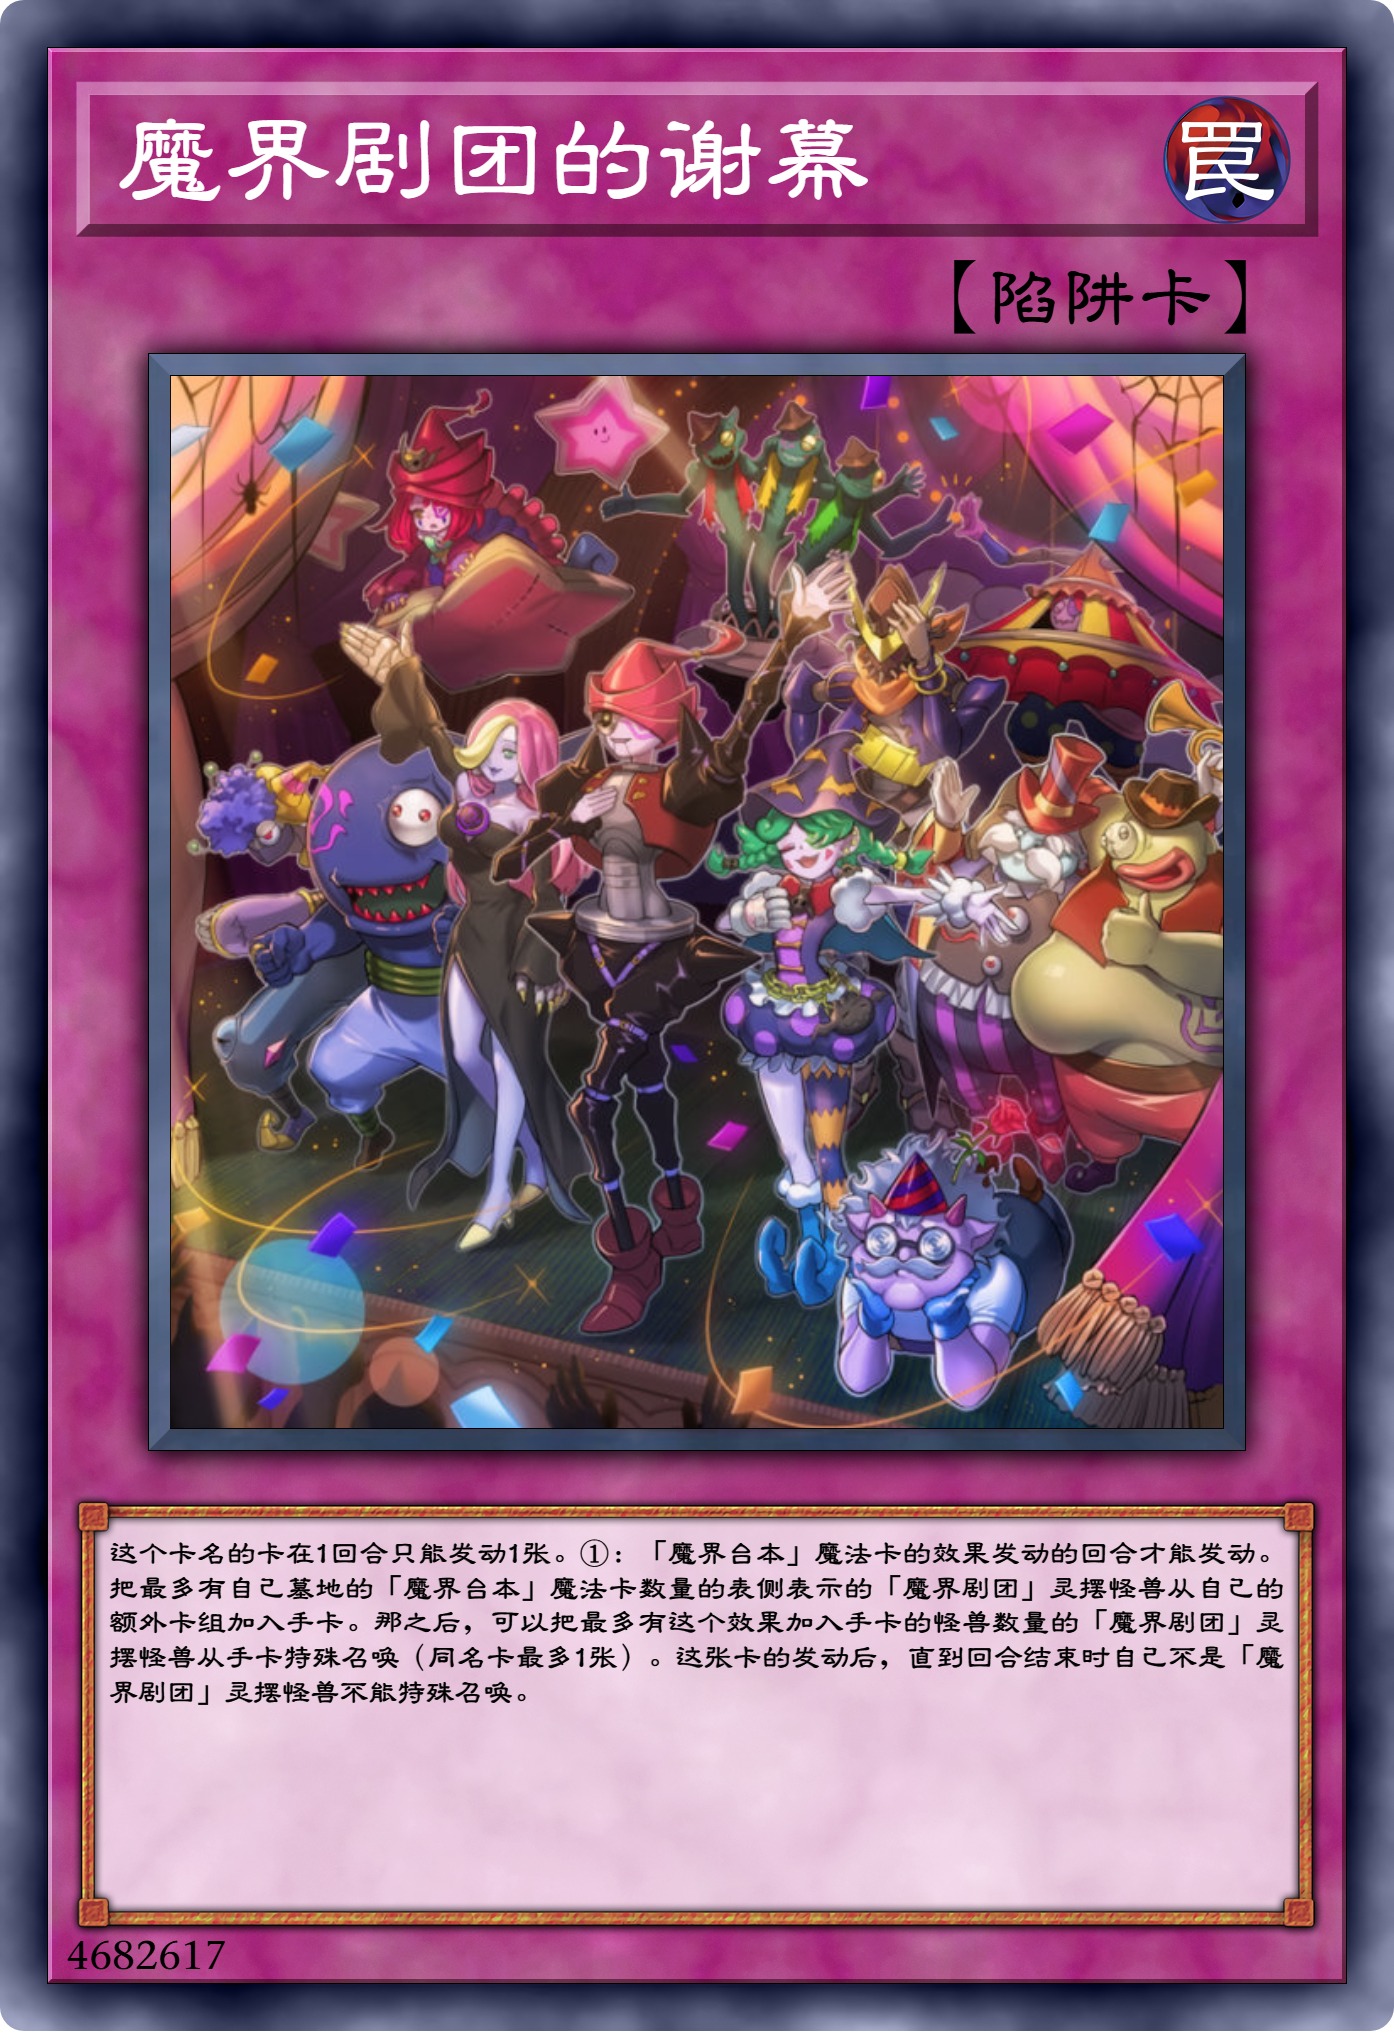 魔界剧团的谢幕
罠
【陷阱卡】
这个卡名的卡在1回合只能发动1张。①：「魔界台本」魔法卡的效果发动的回合才能发动。
把最多有自己墓地的「魔界台本」魔法卡数量的表侧表示的「魔界剧团」灵摆怪兽从自己的
额外卡组加入手卡。那之后，可以把最多有这个效果加入手卡的怪兽数量的「魔界剧团」灵
摆怪兽从手卡特殊召唤（同名卡最多1张）。这张卡的发动后，直到回合结束时自己不是「魔
界剧团」灵摆怪兽不能特殊召唤。
4682617